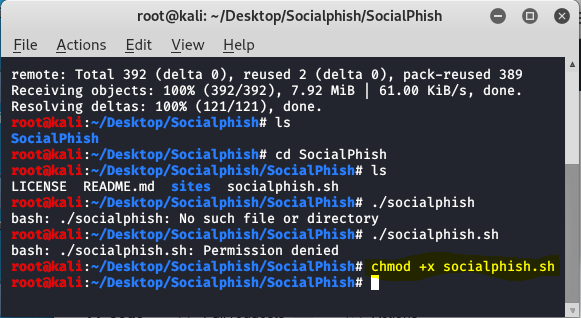 root@kali: ~/Desktop/Socialphish/SocialPhish
File Actions Edit View Help
remote: Total 392 (delta 0), reused 2 (delta 0), pack-reused 389
Receiving objects: 100% (392/392), 7.92 MiB | 61.00 KiB/s, done.
Resolving deltas: 100% (121/121), done.
root@kali:~/Desktop/Socialphish# ls
SocialPhish
root@kali:~/Desktop/Socialphish# cd SocialPhish
root@kali:~/Desktop/Socialphish/SocialPhish# ls
LICENSE README.md sites socialphish.sh
root@kali:~/Desktop/Socialphish/SocialPhish# ./socialphish
bash: ./socialphish: No such file or directory
root@kali:~/Desktop/Socialphish/SocialPhish# ./socialphish.sh
bash: ./socialphish.sh: Permission denied
root@kali:~/Desktop/Socialphish/SocialPhish# chmod +x socialphish.sh
root@kali:~/Desktop/Socialphish/SocialPhish#